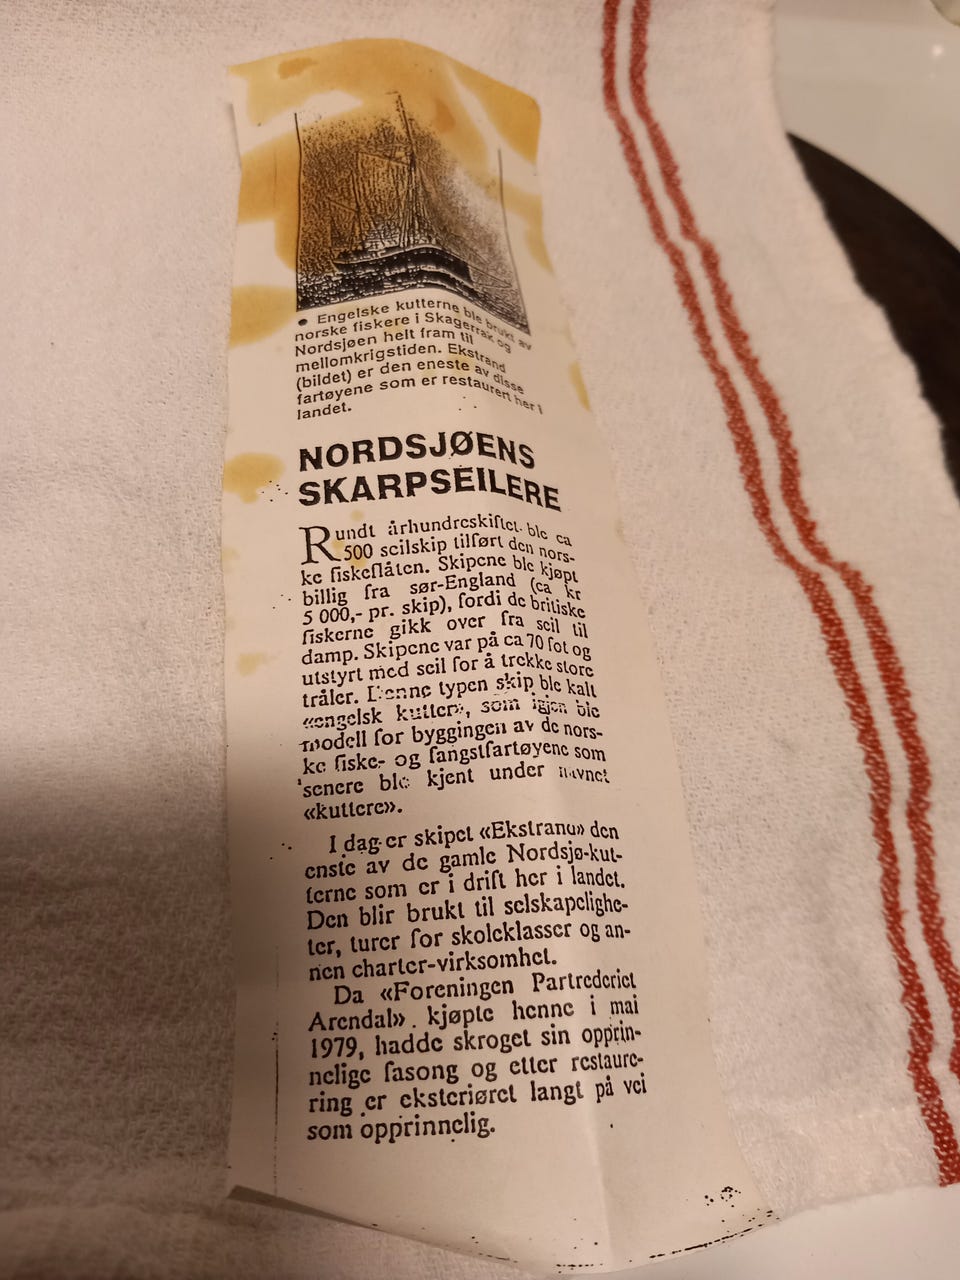 • Engelske kutterne ble brukt av
norske fiskere i Skagerrak og
Nordsjøen helt fram til
mellomkrigstiden. Ekstrand
(bildet) er den eneste av disse
fartøyene som er restaurert her i
landet.
NORDSJØENS
SKARPSEILERE
Rundt århundreskiftet ble ca
500 seilskip tilført den nors-
ke fiskeflåten. Skipene ble kjøpt
billig fra sør-England (ca kr
5 000,- pr. skip), fordi de britiske
fiskerne gikk over fra seil til
damp. Skipene var på ca 70 fot og
utstyrt med seil for å trekke store
tråler. Denne typen skip ble kalt
«engelsk kutter», som igjen ble
modell for byggingen av de nors-
ke fiske- og fangstfartøyene som
senere ble kjent under navnet
«kuttere».
I dag er skipet «Ekstrand» den
enste av de gamle Nordsjø-kut-
terne som er i drift her i landet.
Den blir brukt til selskapelighe-
ter, turer for skoleklasser og an-
nen charter-virksomhet.
Da «Foreningen Partrederiet
Arendal» kjøpte henne i mai
1979, hadde skroget sin opprin-
nelige fasong og etter restaure-
ring er eksteriøret langt på vei
som opprinnelig.